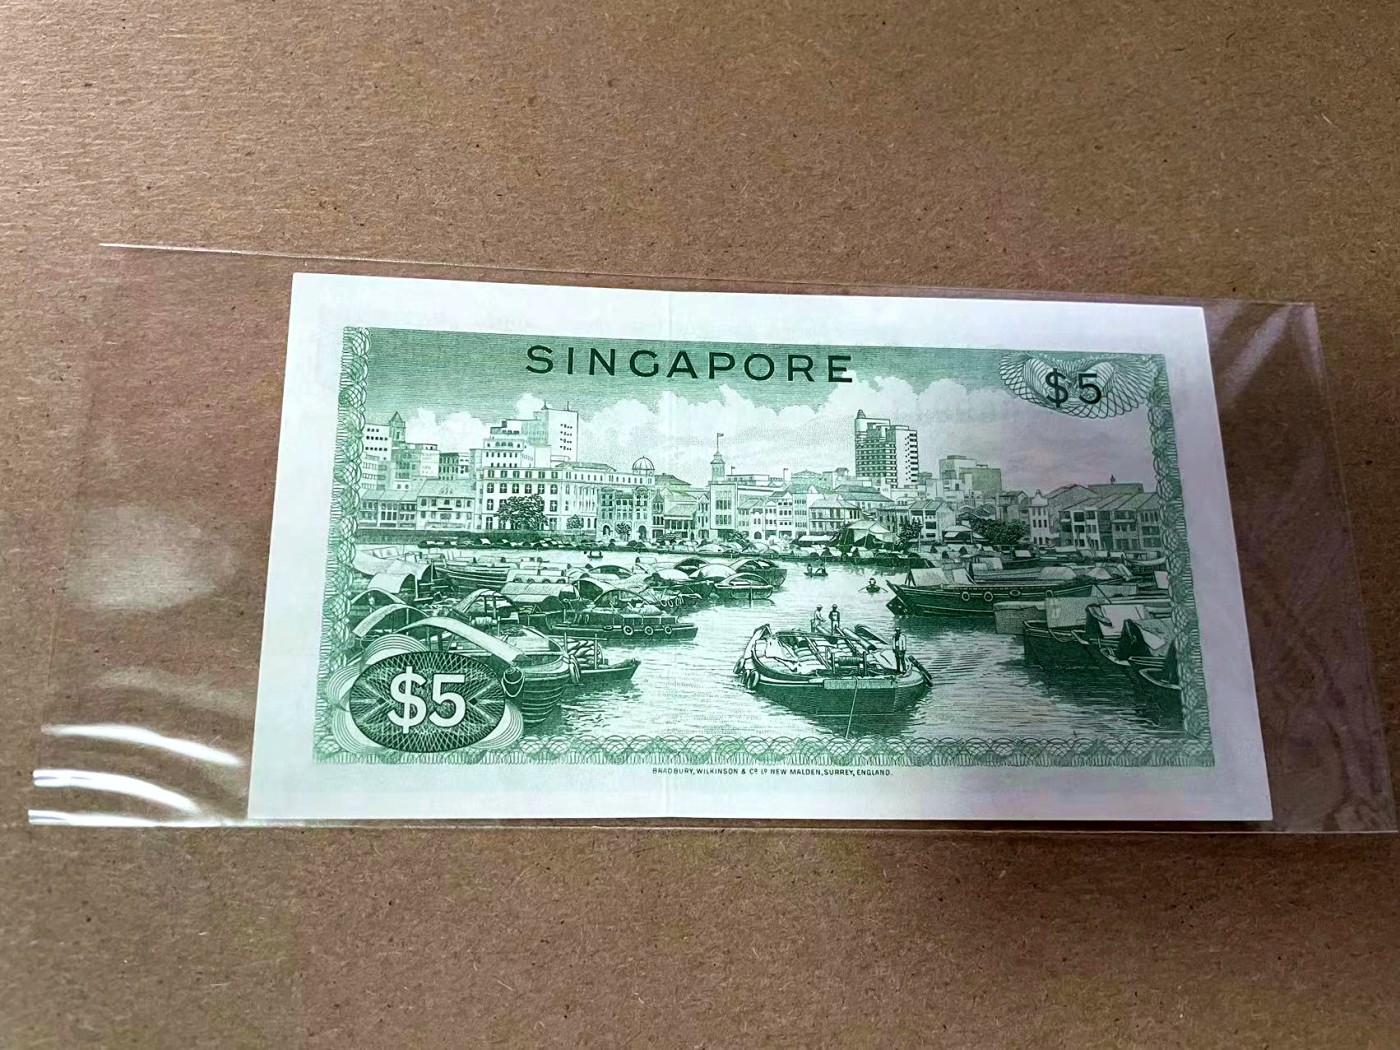 SINGAPORE
$5
$5
BRADBURY, WILKINSON & Cº Lº NEW MALDEN, SURREY, ENGLAND.